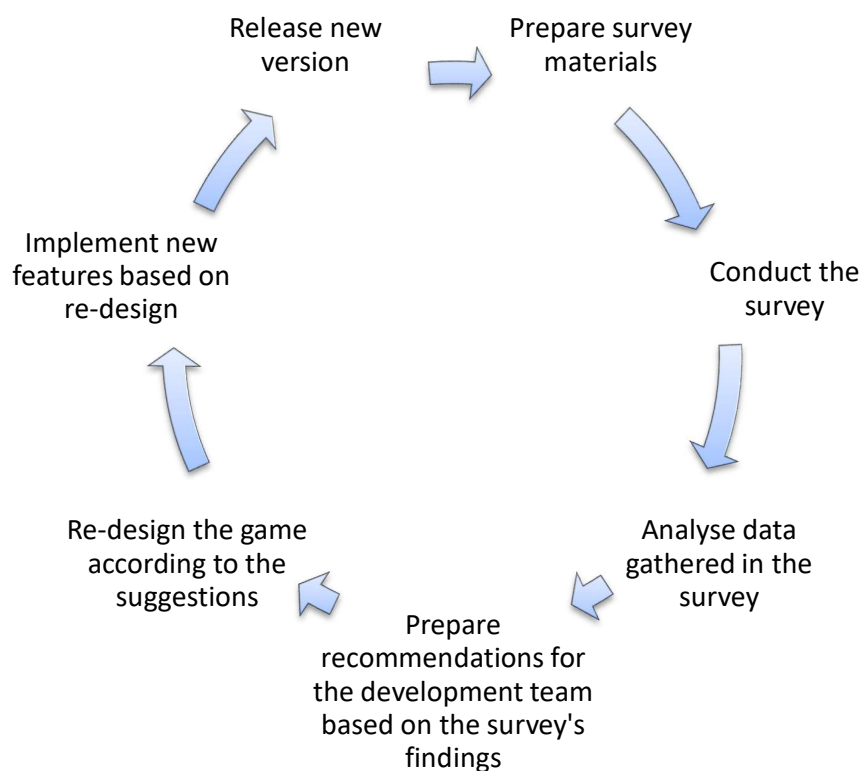 Release new
version
Prepare survey
materials
Conduct the
survey
Analyse data
gathered in the
survey
Prepare
recommendations for
the development team
based on the survey's
findings
Re-design the game
according to the
suggestions
Implement new
features based on
re-design